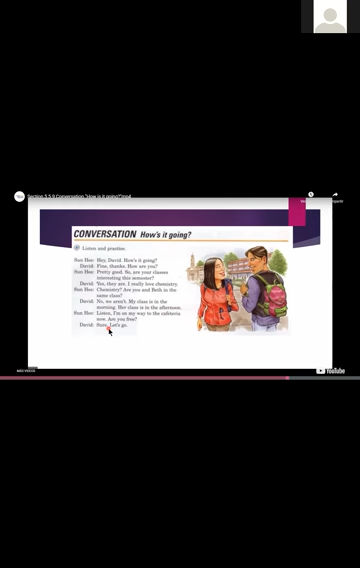 Section 5.5.9 Conversation "How is it going?".mp4
CONVERSATION How's it going?
Listen and practice.
Sun Hee: Hey, David. How's it going?
David: Fine, thanks. How are you?
Sun Hee: Pretty good. So, are your classes
interesting this semester?
David: Yes, they are. I really love chemistry.
Sun Hee: Chemistry? Are you and Beth in the
same class?
David: No, we aren't. My class is in the
morning. Her class is in the afternoon.
Sun Hee: Listen, I'm on my way to the cafeteria
now. Are you free?
David: Sure. Let's go.
MÁS VIDEOS
YouTube